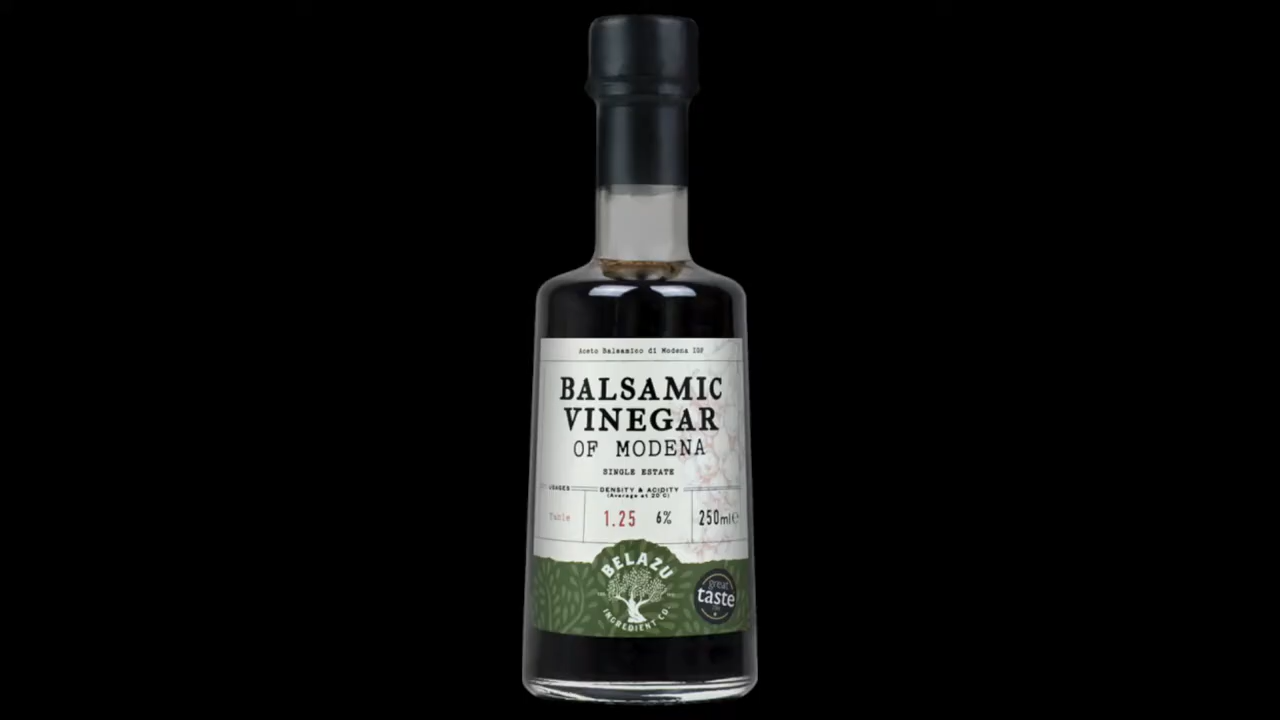 Aceto Balsamico di Modena IGP
BALSAMIC
VINEGAR
OF MODENA
SINGLE ESTATE
USAGES
DENSITY & ACIDITY
(Average at 20°C)
Table
1.25
6%
250ml℮
BELAZU
INGREDIENT CO.
great
taste